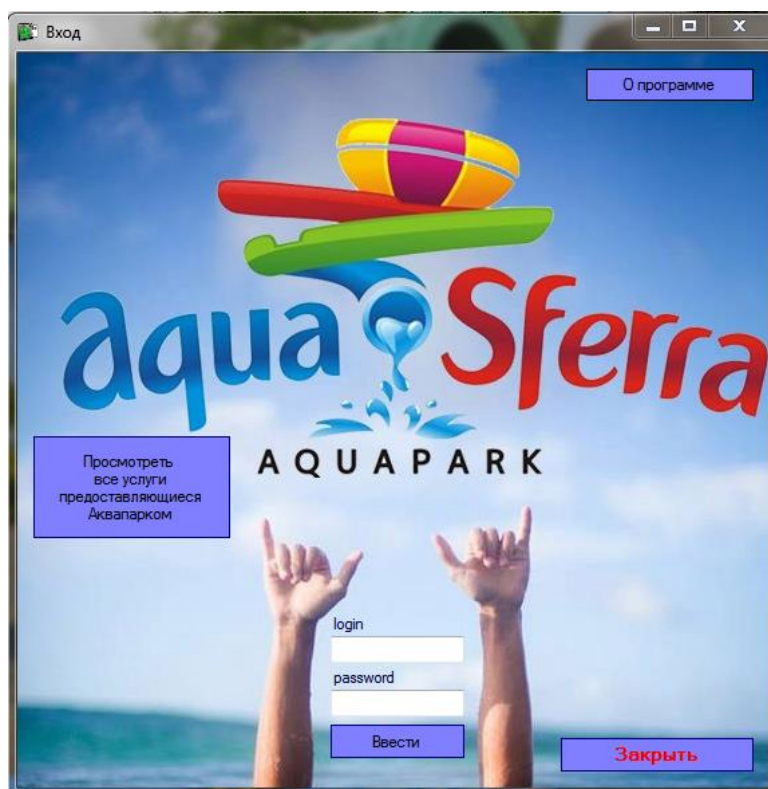 Вход
О программе
aqua Sferra
AQUAPARK
Просмотреть
все услуги
предоставляющиеся
Аквапарком
login
password
Ввести
Закрыть